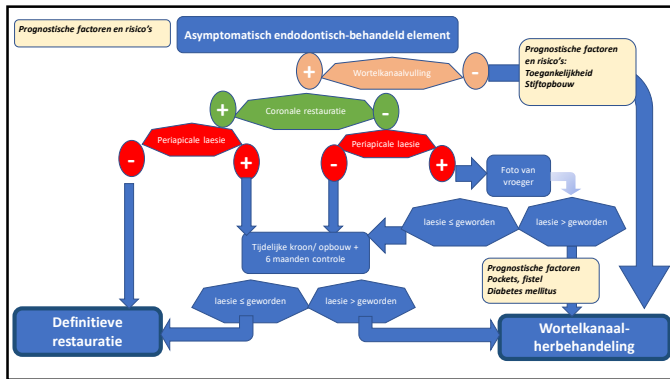 Prognostische factoren en risico's
Asymptomatisch endodontisch-behandeld element
Prognostische factoren
en risico's:
Toegankelijkheid
Stiftopbouw
+
Wortelkanaalvulling
-
+
Coronale restauratie
-
Periapicale laesie
Periapicale laesie
-
+
-
+
Foto van
vroeger
laesie ≤ geworden
laesie > geworden
Tijdelijke kroon/ opbouw +
6 maanden controle
Prognostische factoren
Pockets, fistel
Diabetes mellitus
laesie ≤ geworden
laesie > geworden
Definitieve
restauratie
Wortelkanaal-
herbehandeling